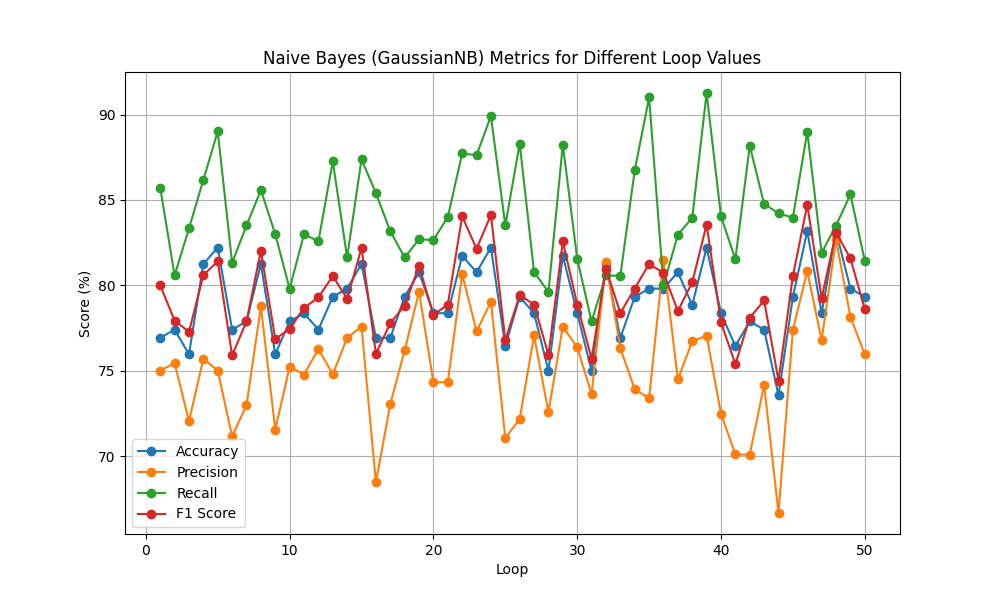 Naive Bayes (GaussianNB) Metrics for Different Loop Values
Score (%)
90
85
80
75
70
Accuracy
Precision
Recall
F1 Score
0 10 20 30 40 50
Loop